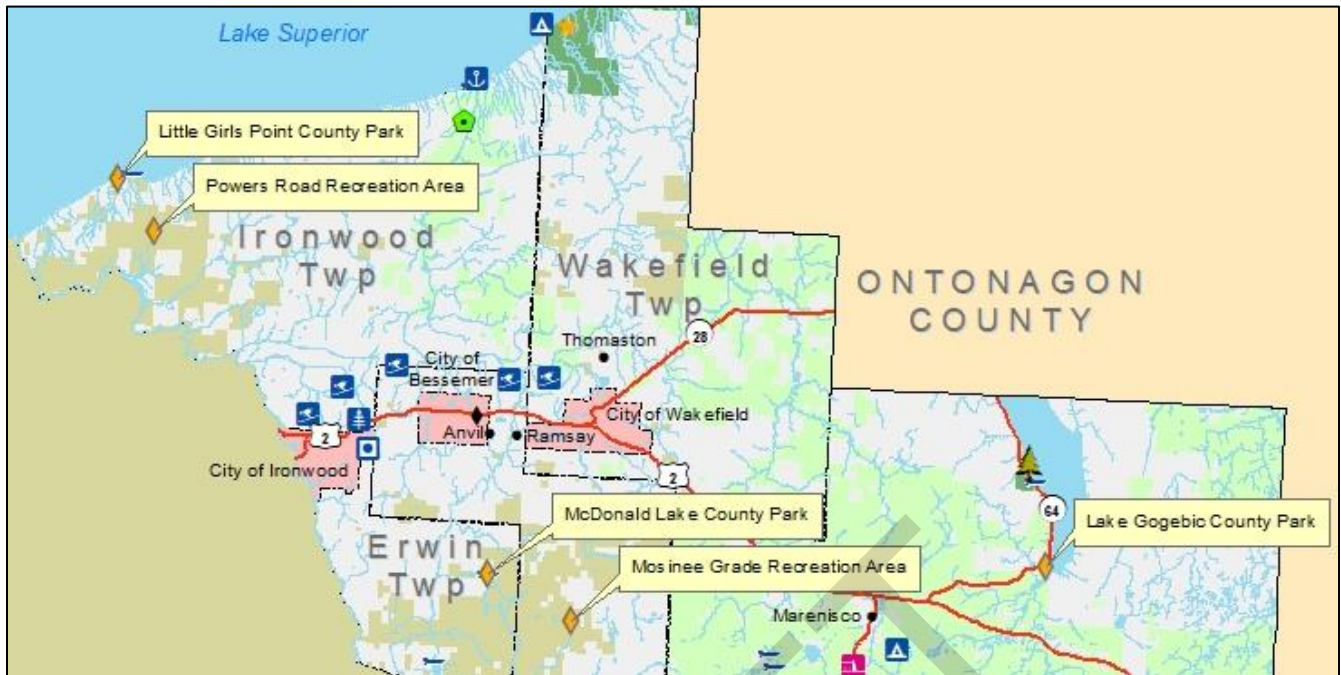 Lake Superior
Little Girls Point County Park
Powers Road Recreation Area
Ironwood
Twp
Wakefield
Twp
ONTONAGON
COUNTY
28
Thomaston
City of
Bessemer
City of Wakefield
2
Anvil
Ramsay
City of Ironwood
2
McDonald Lake County Park
64
Lake Gogebic County Park
Erwin
Twp
Mosinee Grade Recreation Area
Marenisco